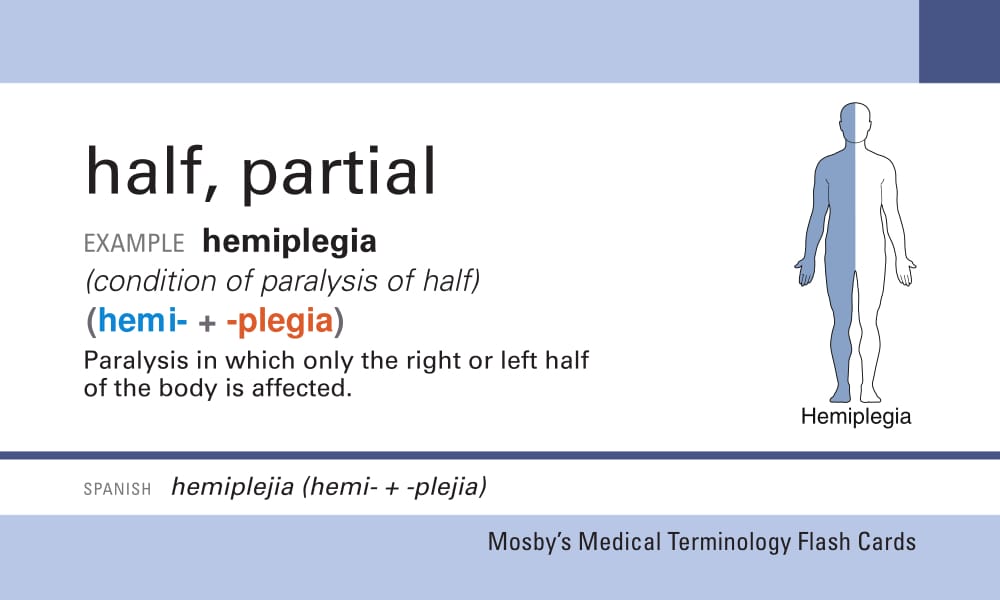 half, partial
EXAMPLE hemiplegia
(condition of paralysis of half)
(hemi- + -plegia)
Paralysis in which only the right or left half
of the body is affected.
Hemiplegia
SPANISH hemiplejia (hemi- + -plejia)
Mosby's Medical Terminology Flash Cards